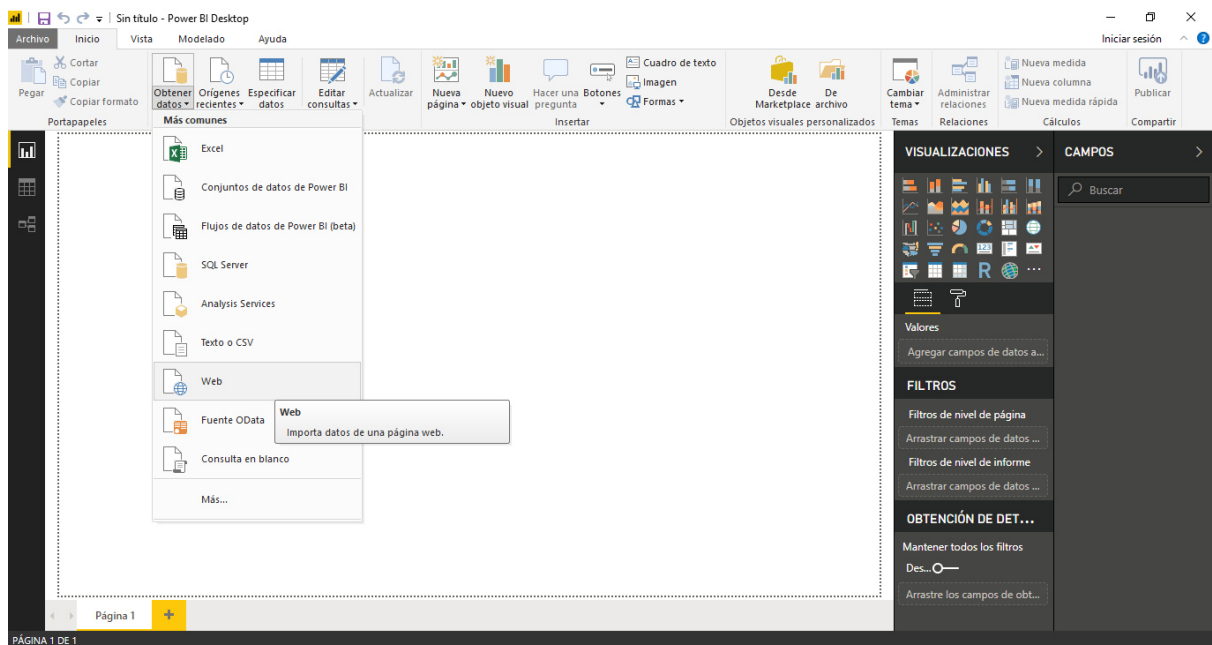 Sin título - Power BI Desktop
Archivo Inicio Vista Modelado Ayuda Iniciar sesión
Pegar
Cortar
Copiar
Copiar formato
Portapapeles
Obtener datos
Orígenes recientes
Especificar datos
Editar consultas
Actualizar
Nueva página
Nuevo objeto visual
Hacer una pregunta
Botones
Cuadro de texto
Imagen
Formas
Insertar
Desde Marketplace
De archivo
Objetos visuales personalizados
Cambiar tema
Temas
Administrar relaciones
Relaciones
Nueva medida
Nueva columna
Nueva medida rápida
Cálculos
Publicar
Compartir
Más comunes
Excel
Conjuntos de datos de Power BI
Flujos de datos de Power BI (beta)
SQL Server
Analysis Services
Texto o CSV
Web
Fuente OData
Consulta en blanco
Más...
Web
Importa datos de una página web.
VISUALIZACIONES
123
R
Valores
Agregar campos de datos a...
FILTROS
Filtros de nivel de página
Arrastrar campos de datos ...
Filtros de nivel de informe
Arrastrar campos de datos ...
OBTENCIÓN DE DET...
Mantener todos los filtros
Des...
Arrastre los campos de obt...
CAMPOS
Buscar
Página 1
PÁGINA 1 DE 1